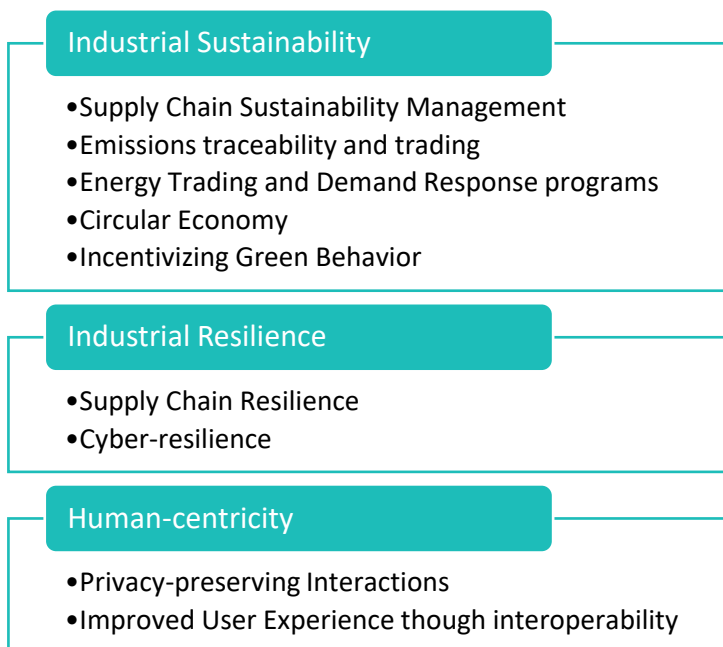 Industrial Sustainability
•Supply Chain Sustainability Management
•Emissions traceability and trading
•Energy Trading and Demand Response programs
•Circular Economy
•Incentivizing Green Behavior
Industrial Resilience
•Supply Chain Resilience
•Cyber-resilience
Human-centricity
•Privacy-preserving Interactions
•Improved User Experience though interoperability